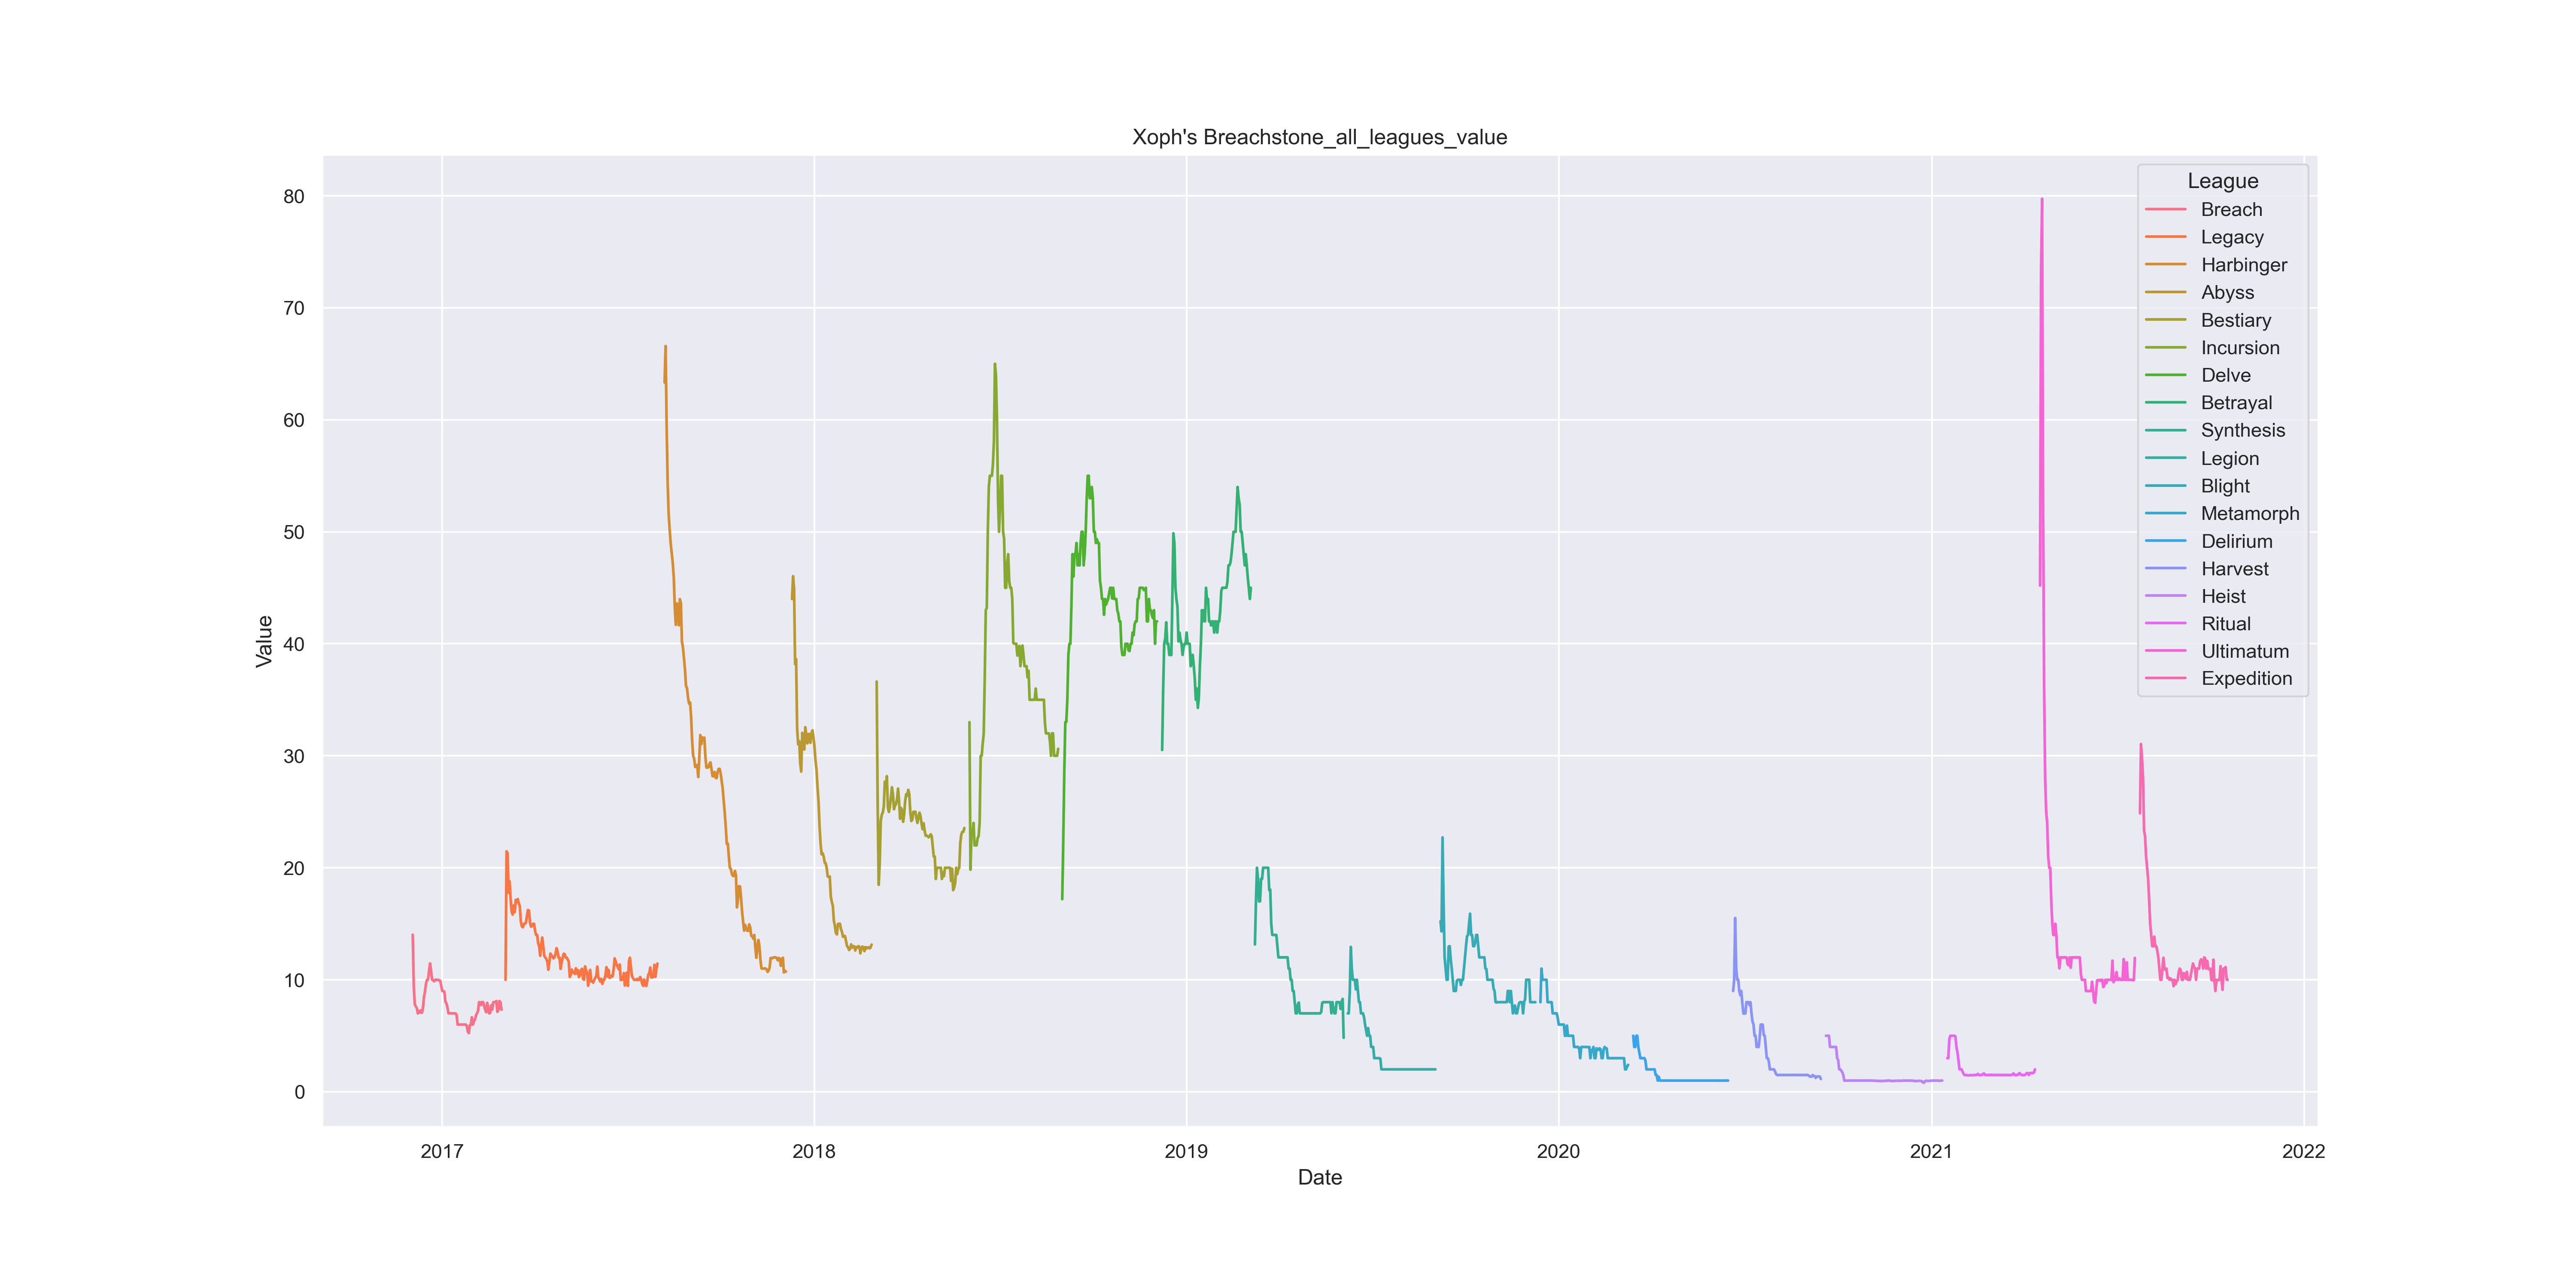 Xoph's Breachstone_all_leagues_value
League
Breach
Legacy
Harbinger
Abyss
Bestiary
Incursion
Delve
Betrayal
Synthesis
Legion
Blight
Metamorph
Delirium
Harvest
Heist
Ritual
Ultimatum
Expedition
Value
80
70
60
50
40
30
20
10
0
2017 2018 2019 2020 2021 2022
Date